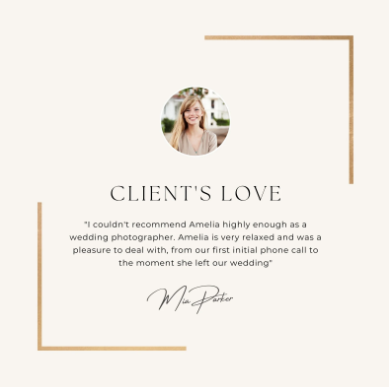 CLIENT'S LOVE
"I couldn't recommend Amelia highly enough as a
wedding photographer. Amelia is very relaxed and was a
pleasure to deal with, from our first initial phone call to
the moment she left our wedding"
Mia Parker